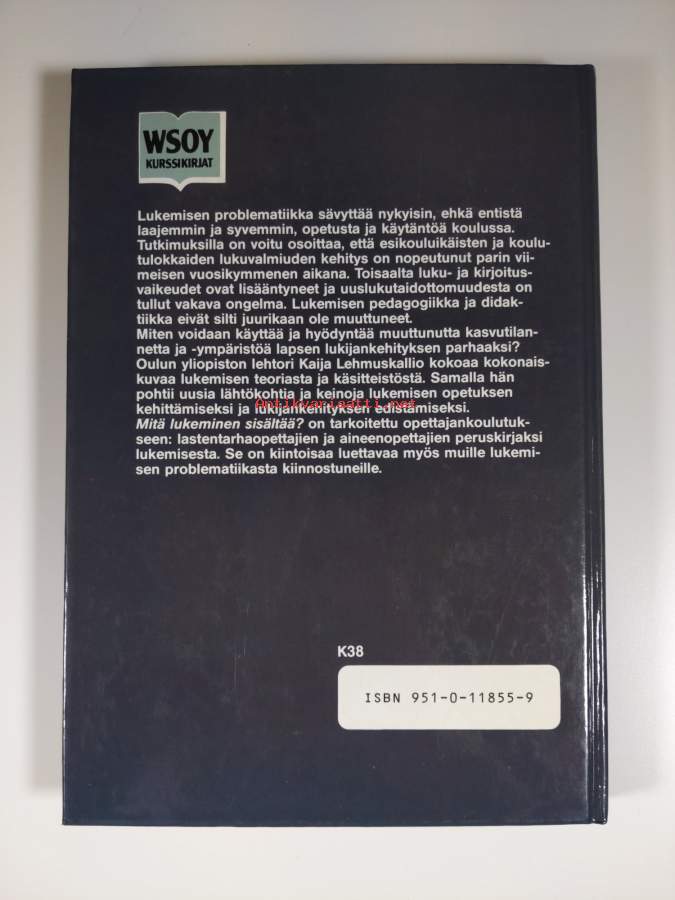 WSOY
KURSSIKIRJAT
Lukemisen problematiikka sävyttää nykyisin, ehkä entistä
laajemmin ja syvemmin, opetusta ja käytäntöä koulussa.
Tutkimuksilla on voitu osoittaa, että esikouluikäisten ja koulu-
tulokkaiden lukuvalmiuden kehitys on nopeutunut parin vii-
meisen vuosikymmenen aikana. Toisaalta luku- ja kirjoitus-
vaikeudet ovat lisääntyneet ja uuslukutaidottomuudesta on
tullut vakava ongelma. Lukemisen pedagogiikka ja didak-
tiikka eivät silti juurikaan ole muuttuneet.
Miten voidaan käyttää ja hyödyntää muuttunutta kasvutilan-
netta ja -ympäristöä lapsen lukijankehityksen parhaaksi?
Oulun yliopiston lehtori Kaija Lehmuskallio kokoaa kokonais-
kuvaa lukemisen teoriasta ja käsitteistöstä. Samalla hän
pohtii uusia lähtökohtia ja keinoja lukemisen opetuksen
Antikvariaatti.net
kehittämiseksi ja lukijankehityksen edistämiseksi.
Mitä lukeminen sisältää? on tarkoitettu opettajankoulutuk-
seen: lastentarhaopettajien ja aineenopettajien peruskirjaksi
lukemisesta. Se on kiintoisaa luettavaa myös muille lukemi-
sen problematiikasta kiinnostuneille.
K38
ISBN 951-0-11855-9